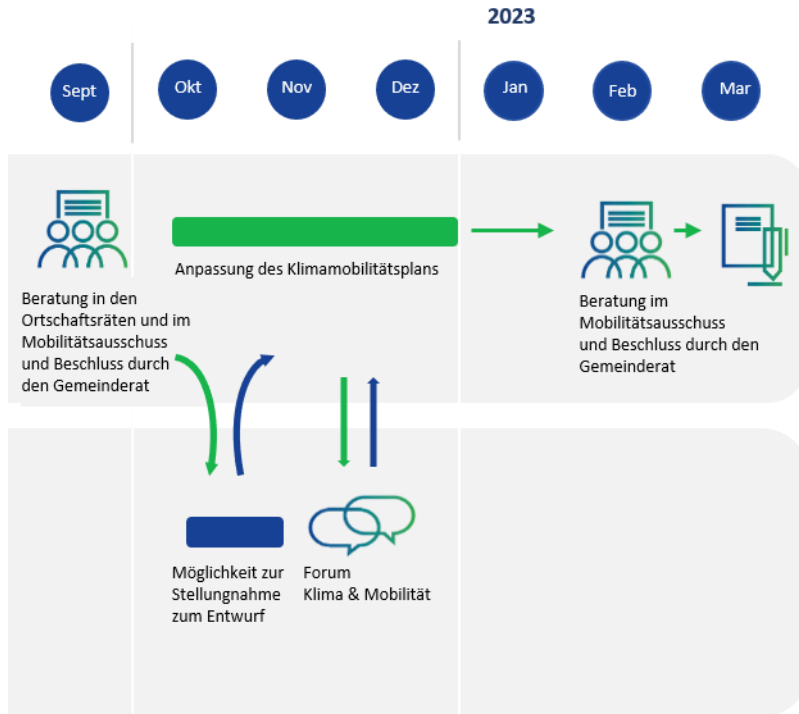 2023
Sept
Okt
Nov
Dez
Jan
Feb
Mar
Beratung in den
Ortschaftsräten und im
Mobilitätsausschuss
und Beschluss durch
den Gemeinderat
Anpassung des Klimamobilitätsplans
Beratung im
Mobilitätsausschuss
und Beschluss durch den
Gemeinderat
Möglichkeit zur
Stellungnahme
zum Entwurf
Forum
Klima & Mobilität